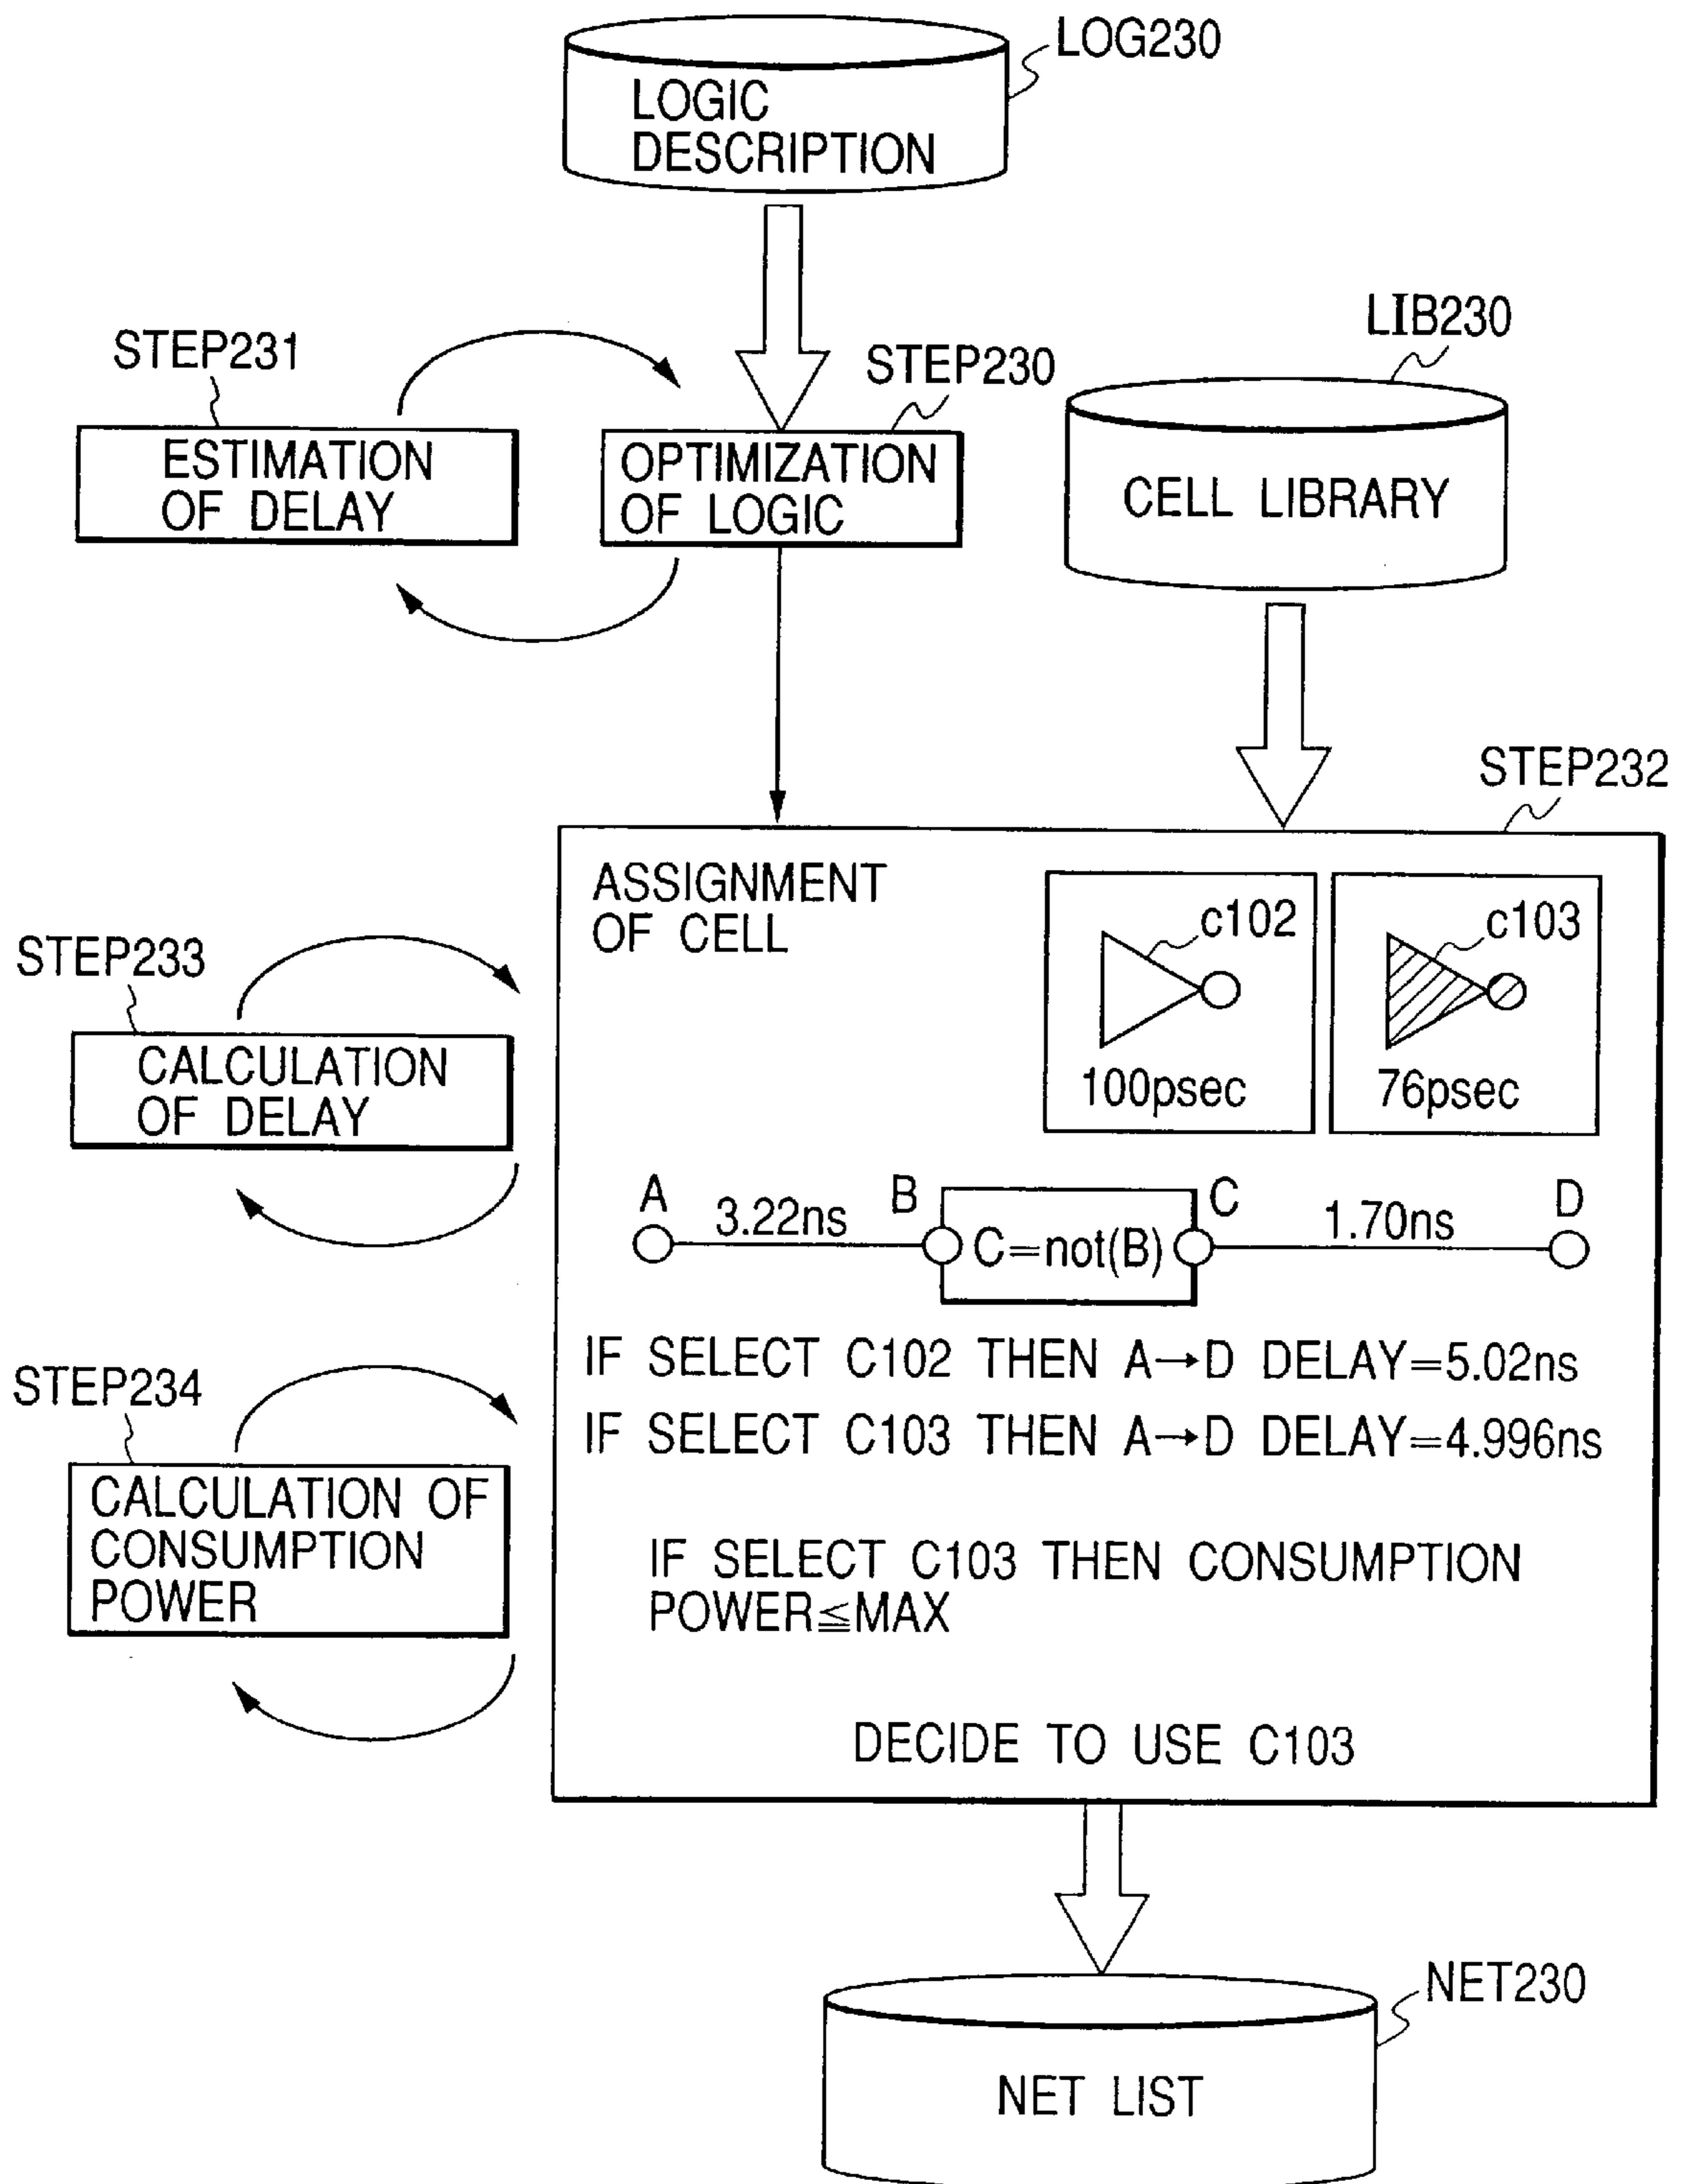 LOG230
LOGIC
DESCRIPTION
LIB230
STEP231
STEP230
ESTIMATION
OF DELAY
OPTIMIZATION
OF LOGIC
CELL LIBRARY
STEP232
ASSIGNMENT
OF CELL
c102
100psec
c103
76psec
STEP233
CALCULATION
OF DELAY
A
3.22ns
B
C=not(B)
C
1.70ns
D
IF SELECT C102 THEN A→D DELAY=5.02ns
IF SELECT C103 THEN A→D DELAY=4.996ns
STEP234
CALCULATION OF
CONSUMPTION
POWER
IF SELECT C103 THEN CONSUMPTION
POWER≦MAX
DECIDE TO USE C103
NET230
NET LIST